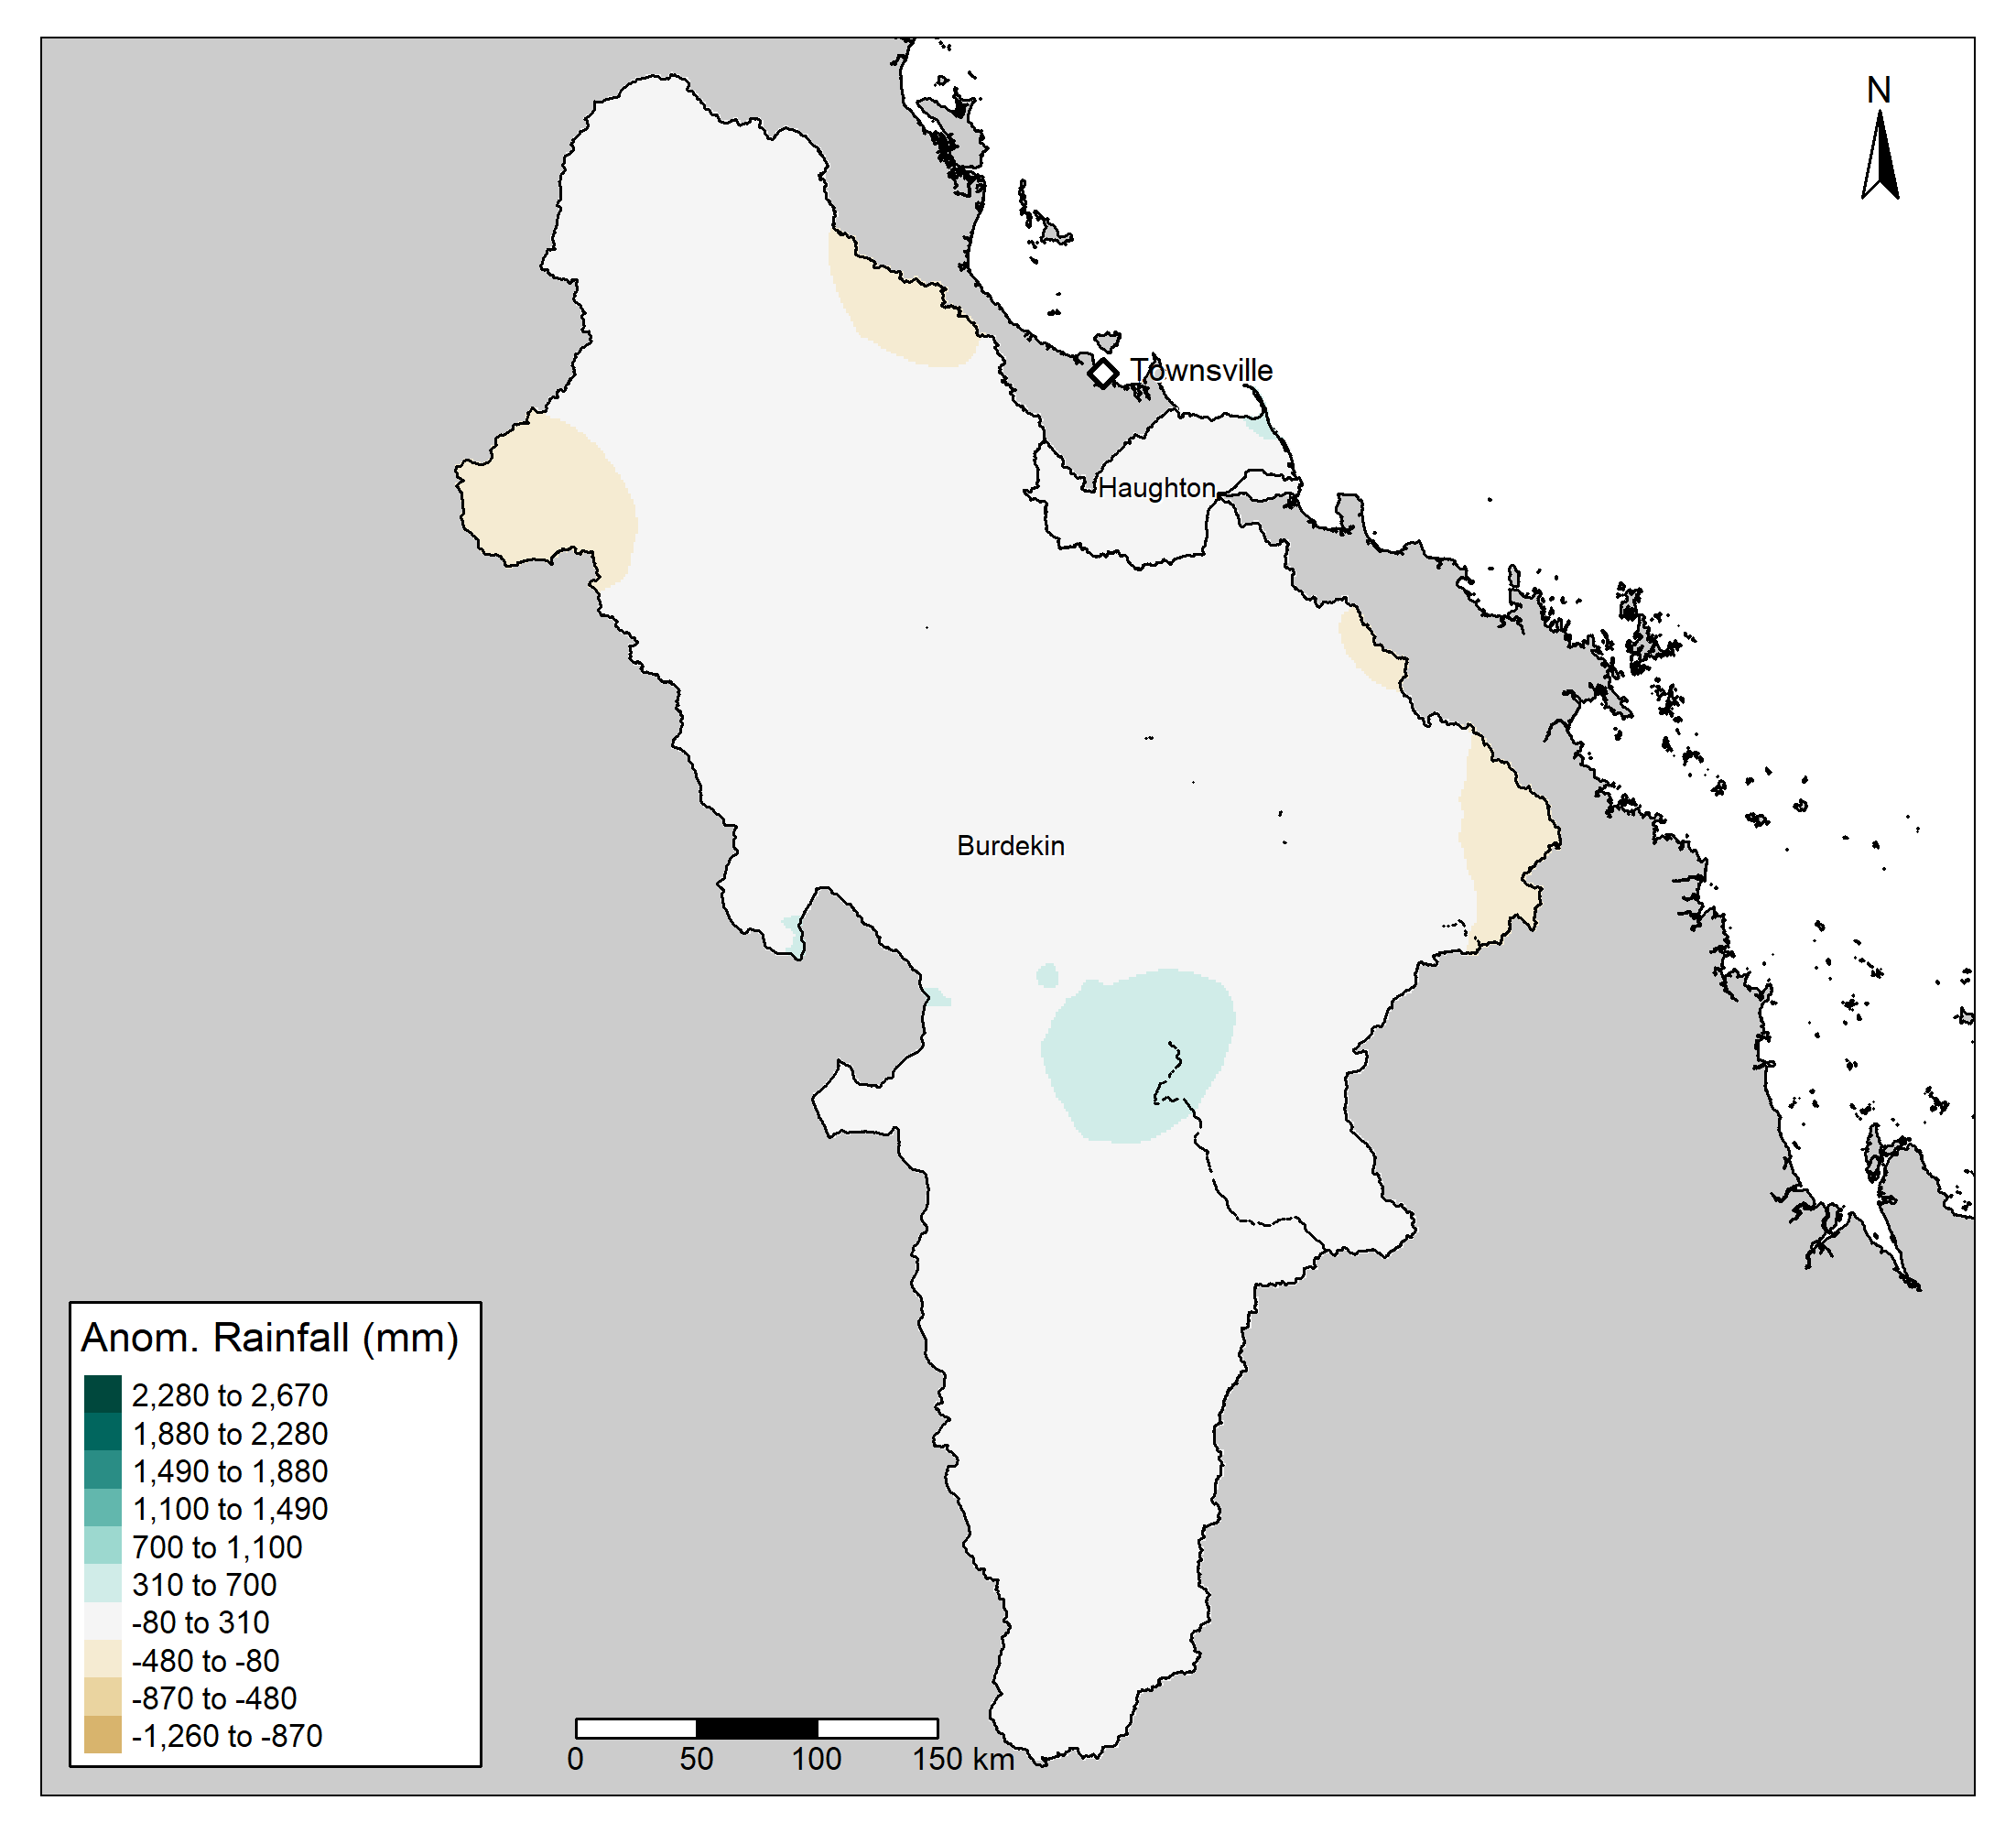 N
Townsville
Haughton
Burdekin
Anom. Rainfall (mm)
2,280 to 2,670
1,880 to 2,280
1,490 to 1,880
1,100 to 1,490
700 to 1,100
310 to 700
-80 to 310
-480 to -80
-870 to -480
-1,260 to -870
0 50 100 150 km